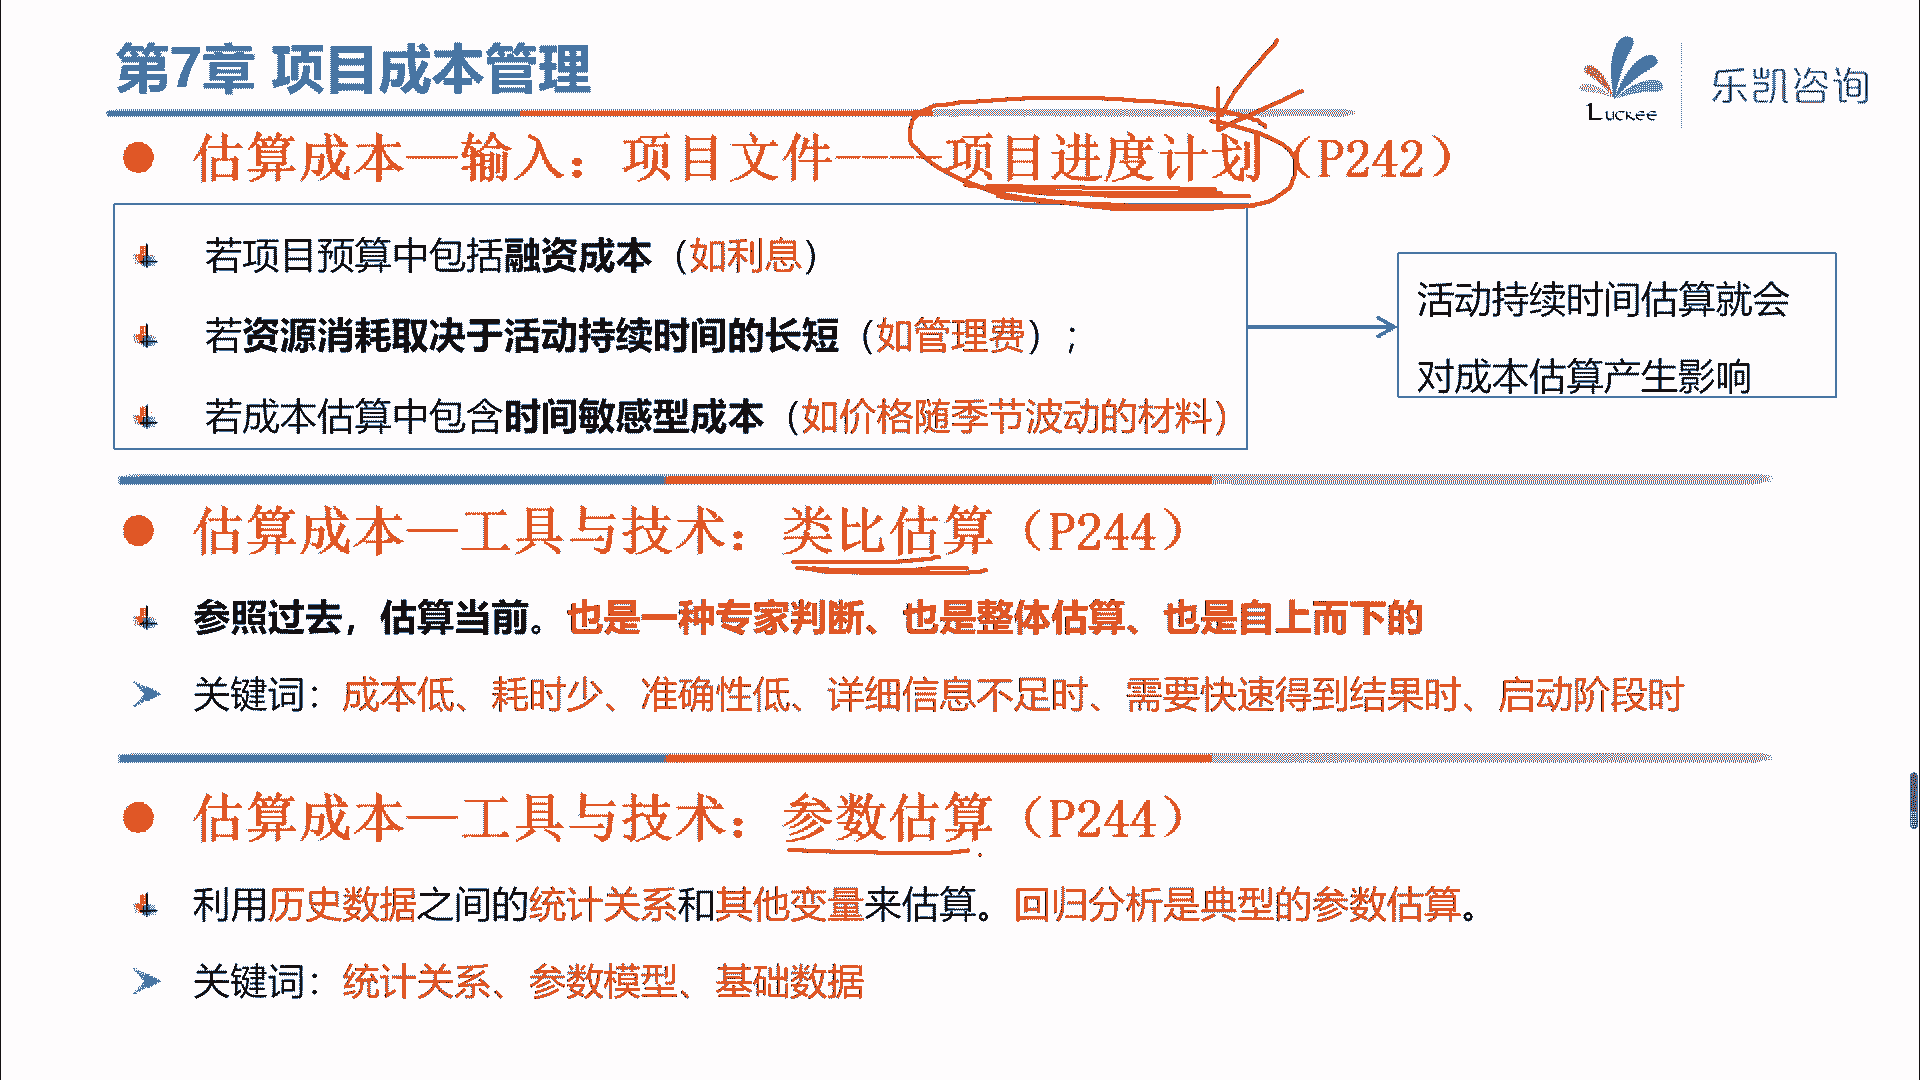 第7章 项目成本管理
Luckee 乐凯咨询
估算成本—输入：项目文件----项目进度计划（P242）
若项目预算中包括融资成本（如利息）
若资源消耗取决于活动持续时间的长短（如管理费）；
若成本估算中包含时间敏感型成本（如价格随季节波动的材料）
活动持续时间估算就会
对成本估算产生影响
估算成本—工具与技术：类比估算（P244）
参照过去，估算当前。也是一种专家判断、也是整体估算、也是自上而下的
关键词：成本低、耗时少、准确性低、详细信息不足时、需要快速得到结果时、启动阶段时
估算成本—工具与技术：参数估算（P244）
利用历史数据之间的统计关系和其他变量来估算。回归分析是典型的参数估算。
关键词：统计关系、参数模型、基础数据